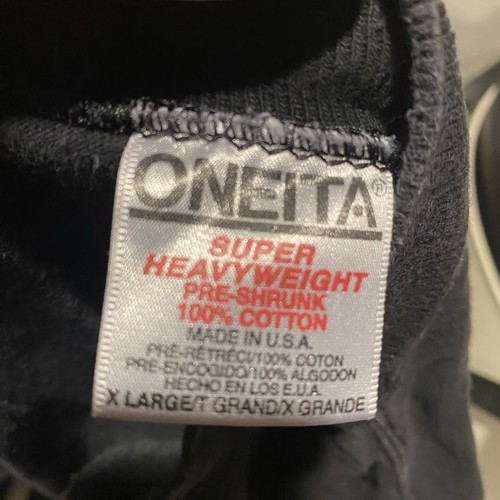 ONEITA®
SUPER
HEAVYWEIGHT
PRE-SHRUNK
100% COTTON
MADE IN U.S.A.
PRÉ-RÉTRÉCI/100% COTON
PRE-ENCOGIDO/100% ALGODON
HECHO EN LOS E.U.A.
X LARGE/T GRAND/X GRANDE